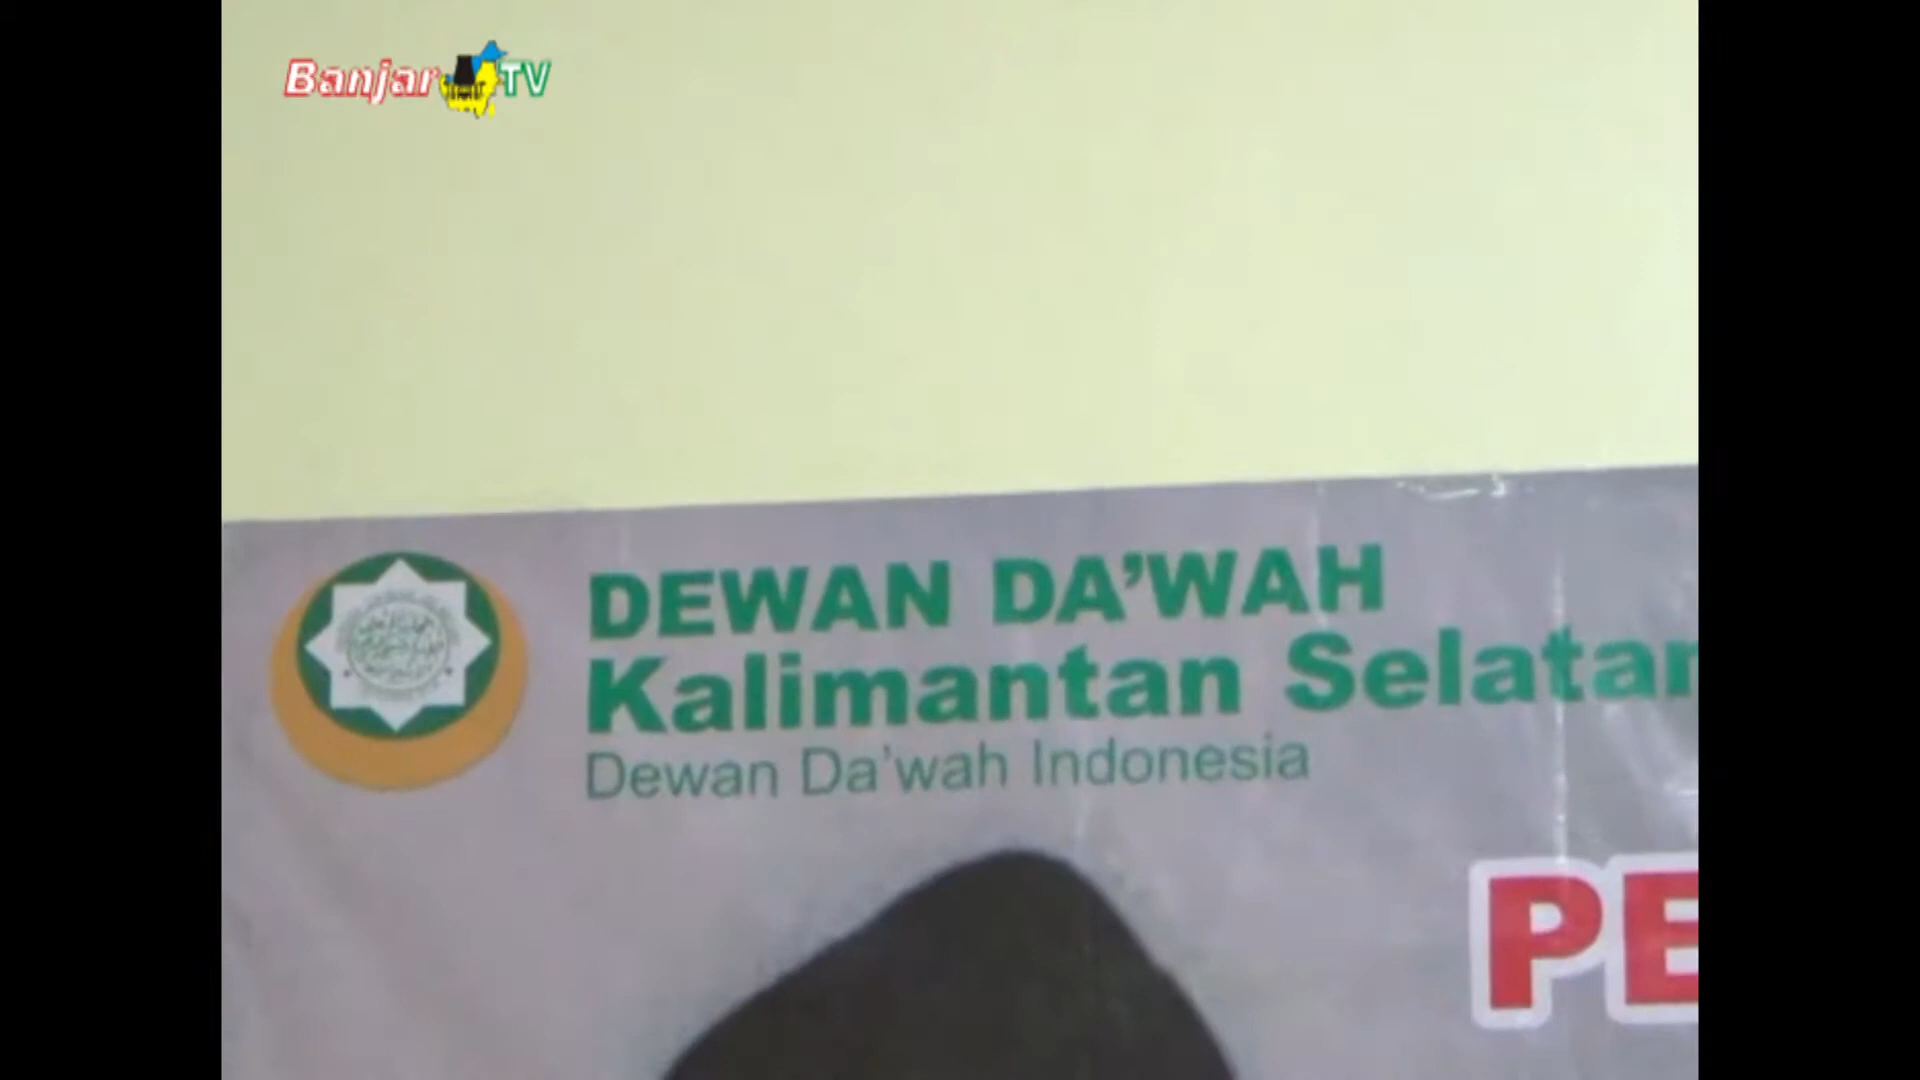 Banjar TV
DEWAN DA'WAH
Kalimantan Selatan
Dewan Da'wah Indonesia
PE